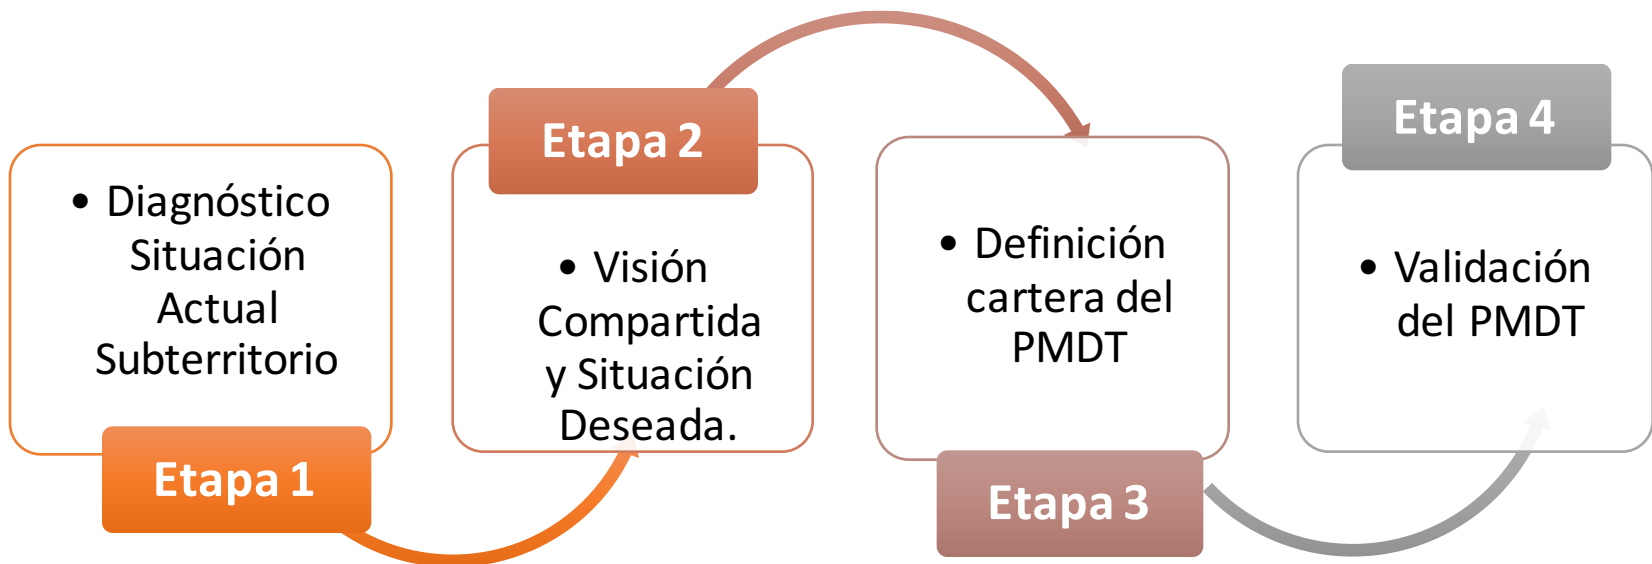 • Diagnóstico
Situación
Actual
Subterritorio
Etapa 1
Etapa 2
• Visión
Compartida
y Situación
Deseada.
• Definición
cartera del
PMDT
Etapa 3
Etapa 4
• Validación
del PMDT